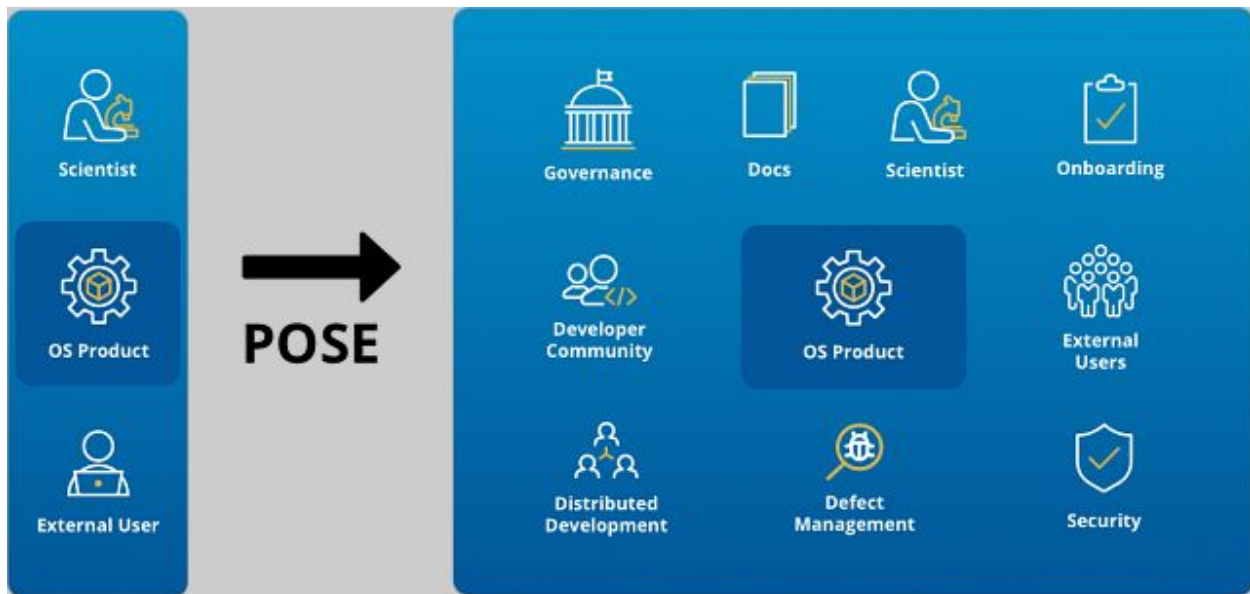 Scientist
OS Product
External User
POSE
Governance
Docs
Scientist
Onboarding
Developer
Community
OS Product
External
Users
Distributed
Development
Defect
Management
Security